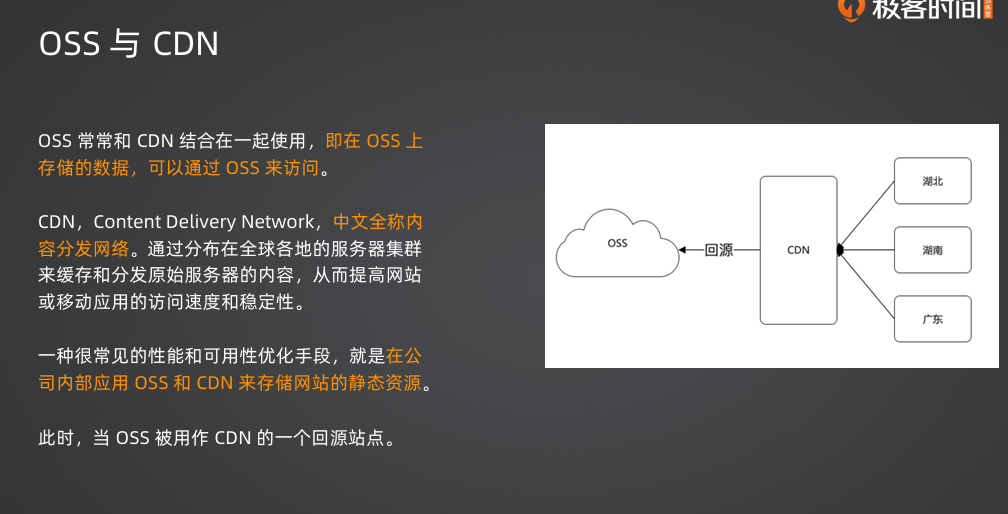 极客时间
OSS 与 CDN
OSS 常常和 CDN 结合在一起使用，即在 OSS 上
存储的数据，可以通过 OSS 来访问。
CDN，Content Delivery Network，中文全称内
容分发网络。通过分布在全球各地的服务器集群
来缓存和分发原始服务器的内容，从而提高网站
或移动应用的访问速度和稳定性。
一种很常见的性能和可用性优化手段，就是在公
司内部应用 OSS 和 CDN 来存储网站的静态资源。
此时，当 OSS 被用作 CDN 的一个回源站点。
OSS
回源
CDN
湖北
湖南
广东